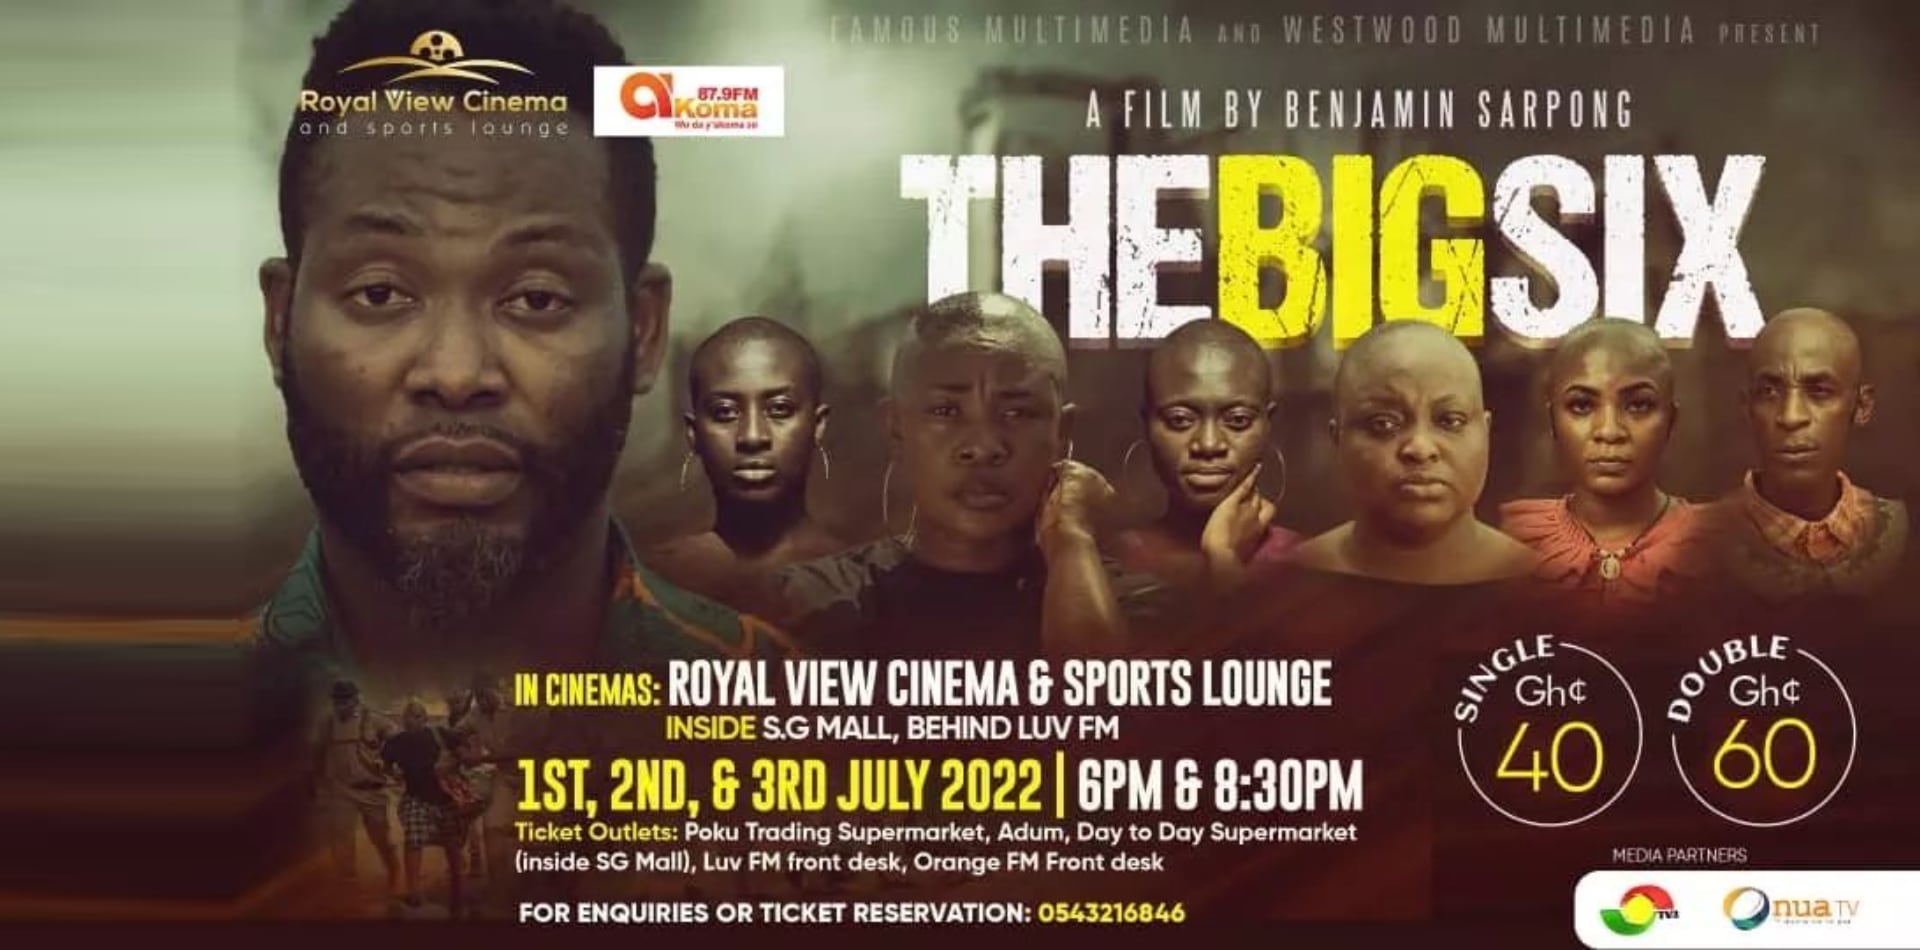 FAMOUS MULTIMEDIA AND WESTWOOD MULTIMEDIA PRESENT
Royal View Cinema
and sports lounge
87.9FM
aKoma
A FILM BY BENJAMIN SARPONG
THEBIGSIX
IN CINEMAS: ROYAL VIEW CINEMA & SPORTS LOUNGE
INSIDE S.G MALL, BEHIND LUV FM
1ST, 2ND, & 3RD JULY 2022 | 6PM & 8:30PM
Ticket Outlets: Poku Trading Supermarket, Adum, Day to Day Supermarket
(inside SG Mall), Luv FM front desk, Orange FM Front desk
FOR ENQUIRIES OR TICKET RESERVATION: 0543216846
SINGLE
Gh¢
40
DOUBLE
Gh¢
60
MEDIA PARTNERS
TV3
Onua TV